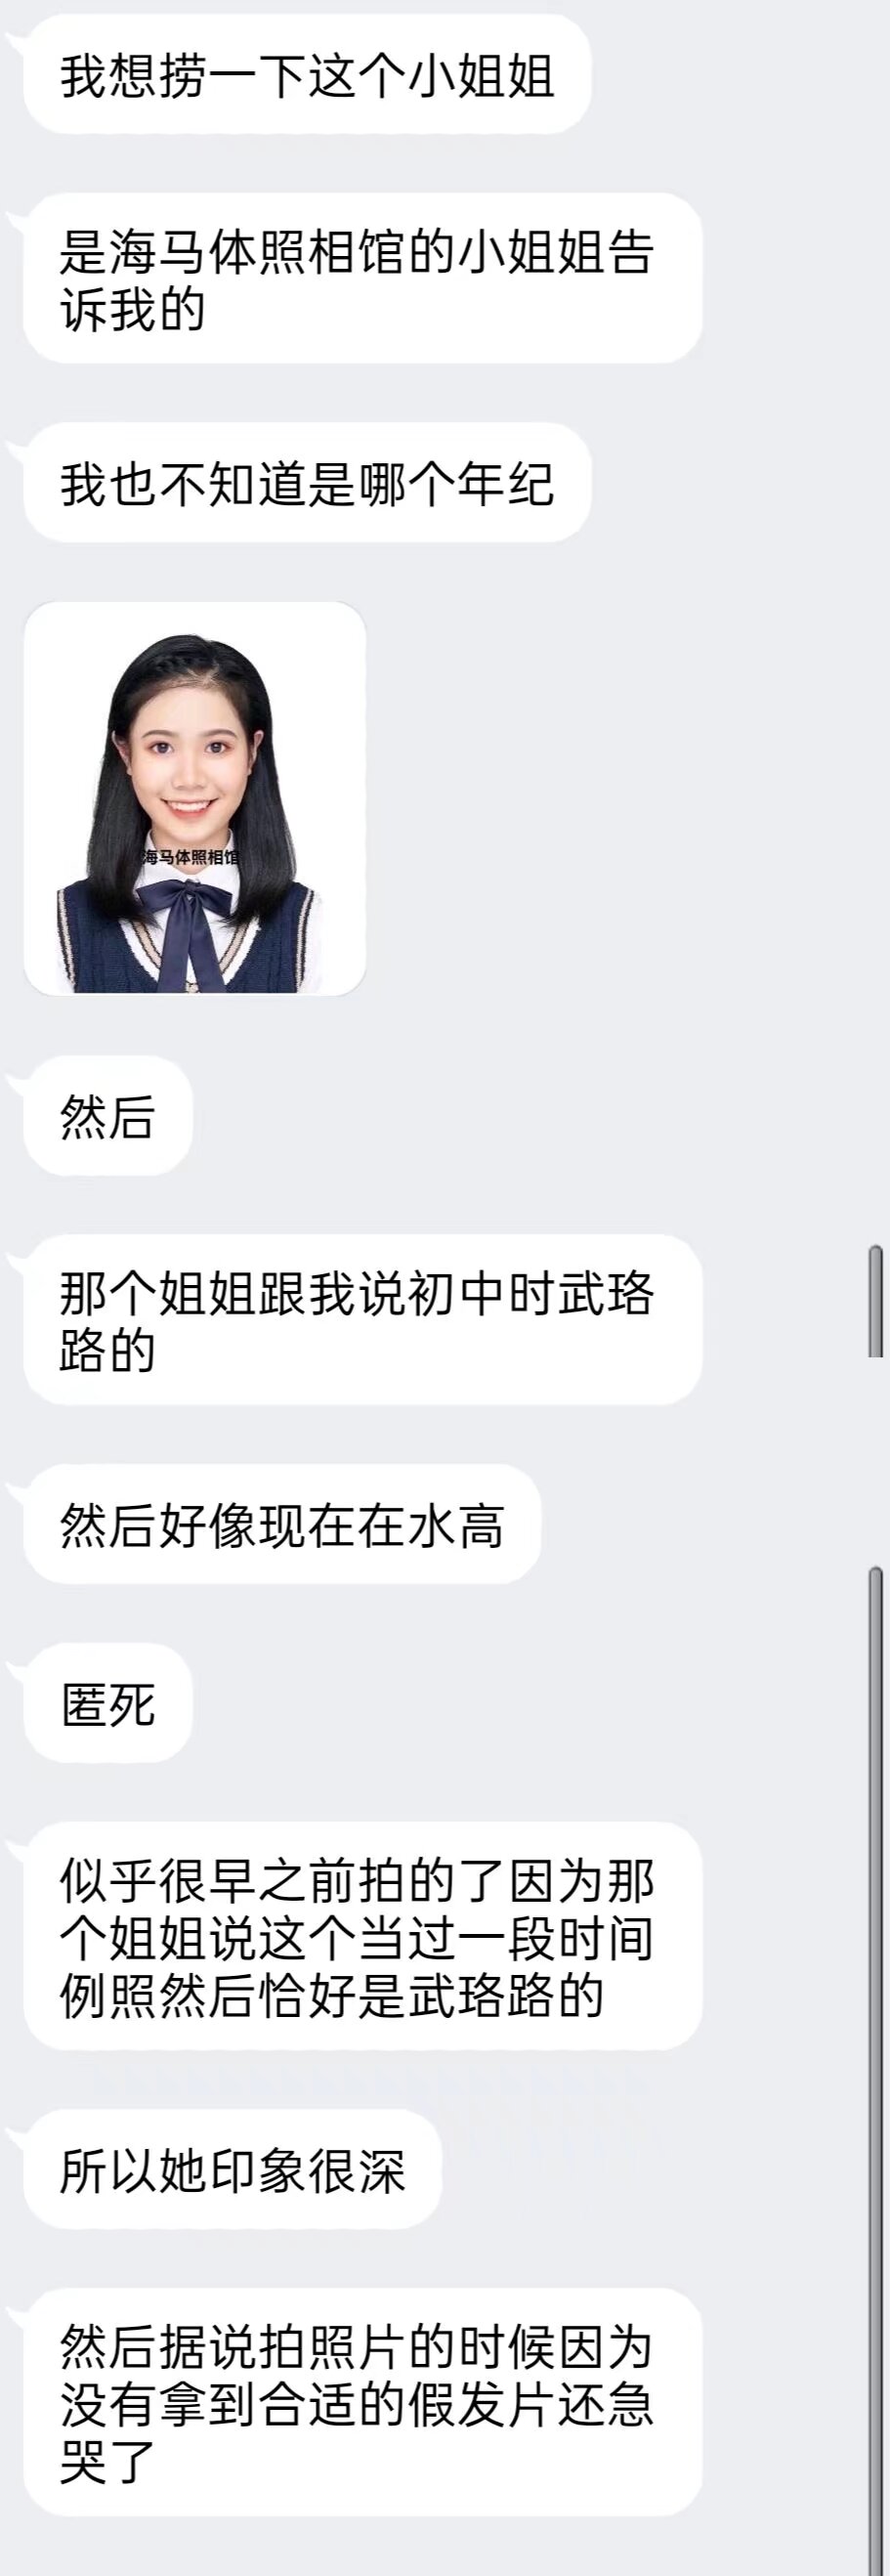 我想捞一下这个小姐姐
是海马体照相馆的小姐姐告
诉我的
我也不知道是哪个年纪
海马体照相馆
然后
那个姐姐跟我说初中时武珞
路的
然后好像现在在水高
匿死
似乎很早之前拍的了因为那
个姐姐说这个当过一段时间
例照然后恰好是武珞路的
所以她印象很深
然后据说拍照片的时候因为
没有拿到合适的假发片还急
哭了